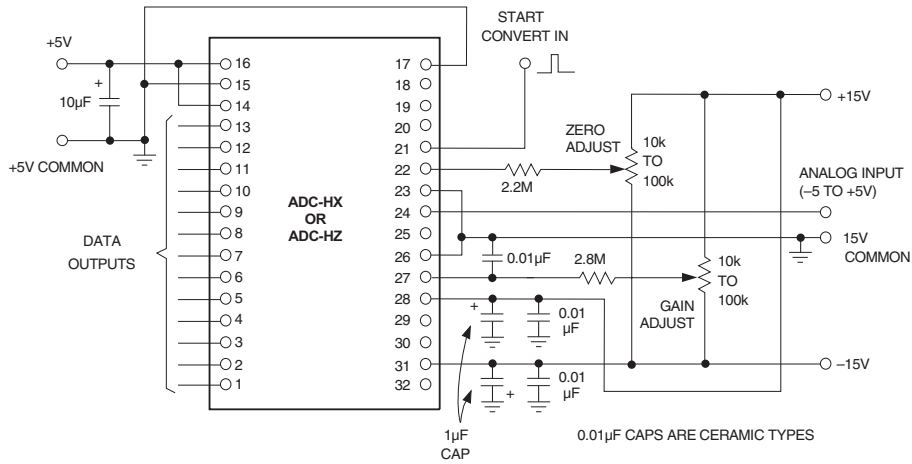 START
CONVERT IN
+5V
+
10µF
+5V COMMON
DATA
OUTPUTS
16
15
14
13
12
11
10
9
8
7
6
5
4
3
2
1
ADC-HX
OR
ADC-HZ
17
18
19
20
21
22
23
24
25
26
27
28
29
30
31
32
ZERO
ADJUST
2.2M
10k
TO
100k
+15V
ANALOG INPUT
(–5 TO +5V)
15V
COMMON
0.01µF
2.8M
10k
TO
100k
GAIN
ADJUST
+
0.01
µF
–15V
+
0.01
µF
1µF
CAP
0.01µF CAPS ARE CERAMIC TYPES